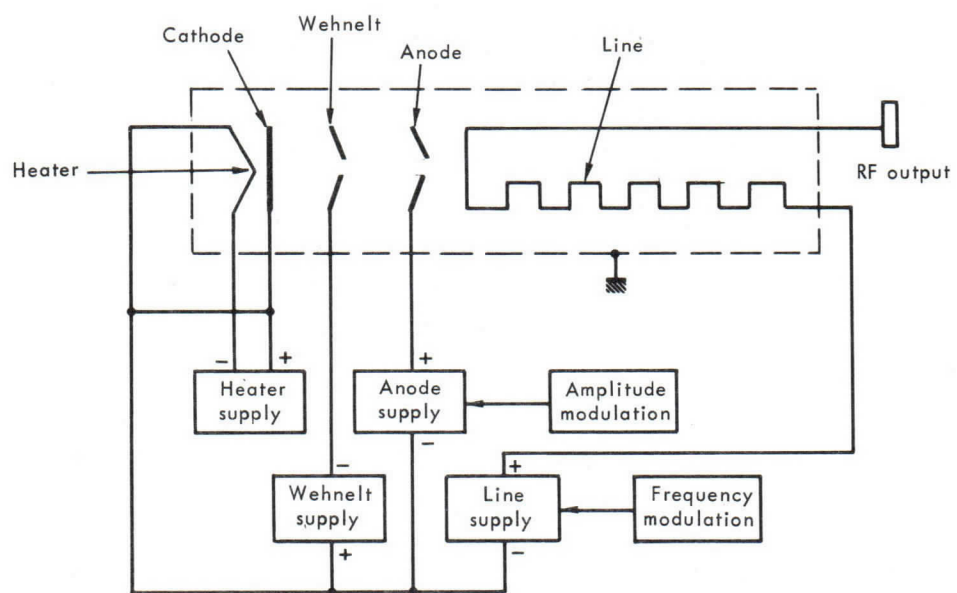 Wehnelt
Cathode
Anode
Line
Heater
RF output
− +
+
Heater
supply
Anode
supply
Amplitude
modulation
−
−
+
Wehnelt
supply
Line
supply
Frequency
modulation
+
−